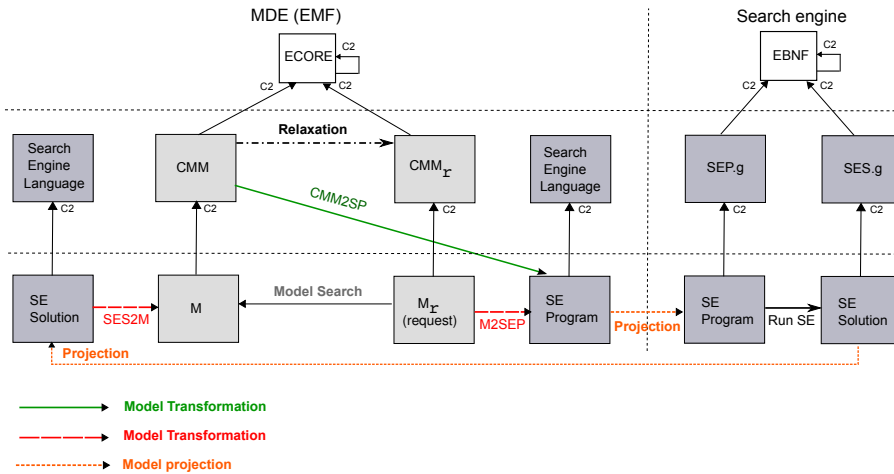 MDE (EMF)
Search engine
ECORE
C2
C2
C2
EBNF
C2
C2
C2
Search
Engine
Language
CMM
Relaxation
CMMr
Search
Engine
Language
SEP.g
SES.g
CMM2SP
C2
C2
C2
C2
C2
C2
SE
Solution
SES2M
M
Model Search
Mr
(request)
M2SEP
SE
Program
Projection
SE
Program
Run SE
SE
Solution
Projection
Model Transformation
Model Transformation
Model projection